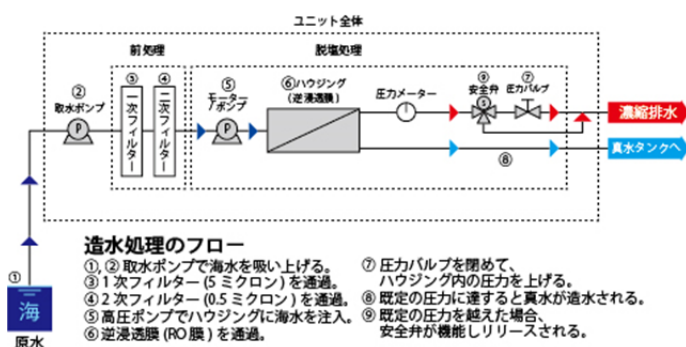 ユニット全体
前処理
脱塩処理
②
取水ポンプ
P
③
一次フィルター
④
二次フィルター
⑤
モーター
/ポンプ
P
⑥ハウジング
(逆浸透膜)
圧力メーター
⑨
安全弁
S
⑦
圧力バルブ
濃縮排水
真水タンクへ
⑧
①
海
原水
造水処理のフロー
①, ② 取水ポンプで海水を吸い上げる。
③ 1 次フィルター (5 ミクロン) を通過。
④ 2 次フィルター (0.5 ミクロン) を通過。
⑤ 高圧ポンプでハウジングに海水を注入。
⑥ 逆浸透膜 (RO 膜) を通過。
⑦ 圧力バルブを閉めて、
ハウジング内の圧力を上げる。
⑧ 既定の圧力に達すると真水が造水される。
⑨ 既定の圧力を越えた場合、
安全弁が機能しリリースされる。